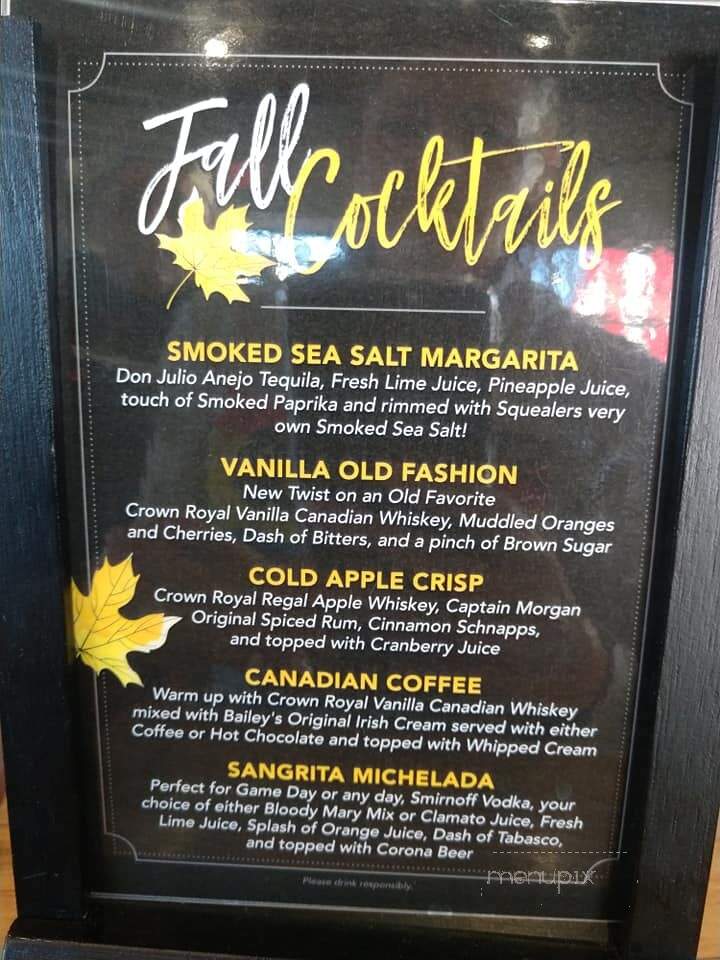 Fall Cocktails
SMOKED SEA SALT MARGARITA
Don Julio Anejo Tequila, Fresh Lime Juice, Pineapple Juice,
touch of Smoked Paprika and rimmed with Squealers very
own Smoked Sea Salt!
VANILLA OLD FASHION
New Twist on an Old Favorite
Crown Royal Vanilla Canadian Whiskey, Muddled Oranges
and Cherries, Dash of Bitters, and a pinch of Brown Sugar
COLD APPLE CRISP
Crown Royal Regal Apple Whiskey, Captain Morgan
Original Spiced Rum, Cinnamon Schnapps,
and topped with Cranberry Juice
CANADIAN COFFEE
Warm up with Crown Royal Vanilla Canadian Whiskey
mixed with Bailey's Original Irish Cream served with either
Coffee or Hot Chocolate and topped with Whipped Cream
SANGRITA MICHELADA
Perfect for Game Day or any day, Smirnoff Vodka, your
choice of either Bloody Mary Mix or Clamato Juice, Fresh
Lime Juice, Splash of Orange Juice, Dash of Tabasco,
and topped with Corona Beer
Please drink responsibly.
menupix